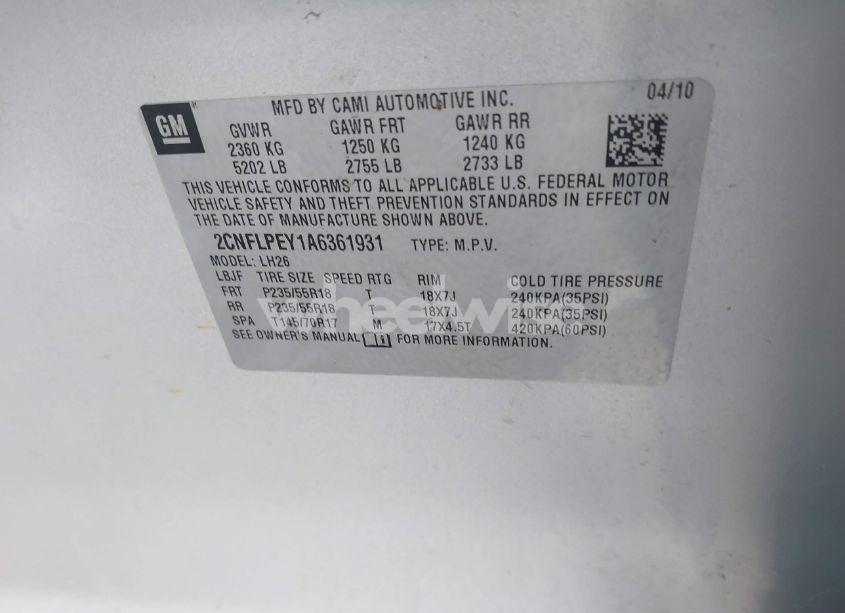 GM
MFD BY CAMI AUTOMOTIVE INC.
04/10
GVWR GAWR FRT GAWR RR
2360 KG 1250 KG 1240 KG
5202 LB 2755 LB 2733 LB
THIS VEHICLE CONFORMS TO ALL APPLICABLE U.S. FEDERAL MOTOR
VEHICLE SAFETY AND THEFT PREVENTION STANDARDS IN EFFECT ON
THE DATE OF MANUFACTURE SHOWN ABOVE.
2CNFLPEY1A6361931 TYPE: M.P.V.
MODEL: LH26
LBJF TIRE SIZE SPEED RTG RIM COLD TIRE PRESSURE
FRT P235/55R18 T 18X7J 240KPA(35PSI)
RR P235/55R18 T 18X7J 240KPA(35PSI)
SPA T145/70R17 M 17X4.5T 420KPA(60PSI)
SEE OWNER'S MANUAL i FOR MORE INFORMATION.